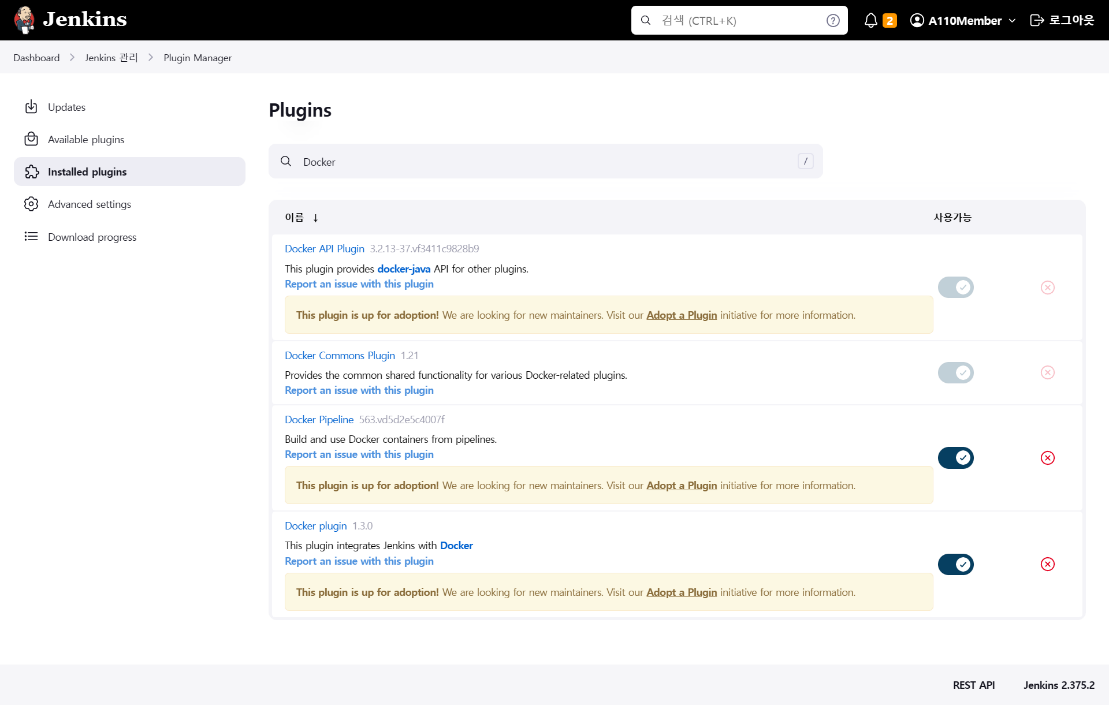 Jenkins
검색 (CTRL+K)
2
A110Member
로그아웃
Dashboard
Jenkins 관리
Plugin Manager
Updates
Available plugins
Installed plugins
Advanced settings
Download progress
Plugins
Docker
/
이름 ↓
사용가능
Docker API Plugin 3.2.13-37.vf3411c9828b9
This plugin provides docker-java API for other plugins.
Report an issue with this plugin
This plugin is up for adoption! We are looking for new maintainers. Visit our Adopt a Plugin initiative for more information.
Docker Commons Plugin 1.21
Provides the common shared functionality for various Docker-related plugins.
Report an issue with this plugin
Docker Pipeline 563.vd5d2e5c4007f
Build and use Docker containers from pipelines.
Report an issue with this plugin
This plugin is up for adoption! We are looking for new maintainers. Visit our Adopt a Plugin initiative for more information.
Docker plugin 1.3.0
This plugin integrates Jenkins with Docker
Report an issue with this plugin
This plugin is up for adoption! We are looking for new maintainers. Visit our Adopt a Plugin initiative for more information.
REST API
Jenkins 2.375.2